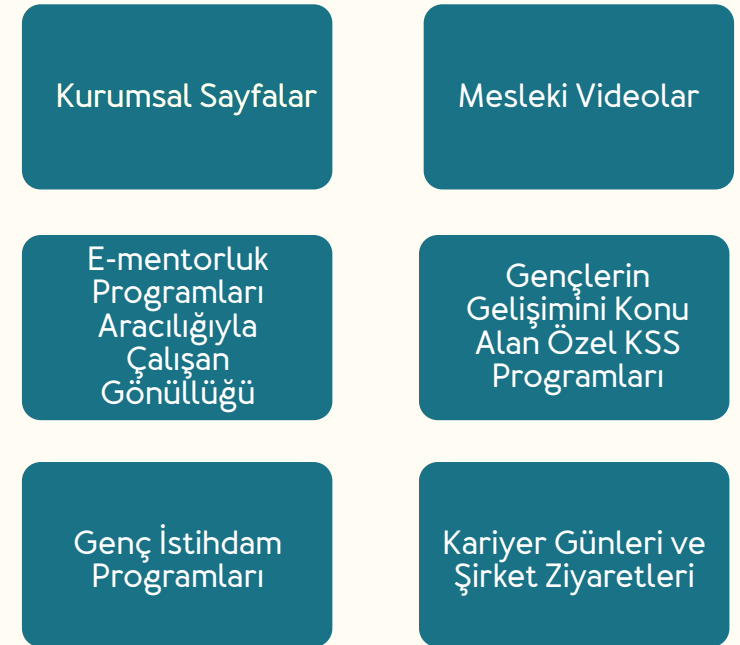 Kurumsal Sayfalar
Mesleki Videolar
E-mentorluk
Programları
Aracılığıyla
Çalışan
Gönüllüğü
Gençlerin
Gelişimini Konu
Alan Özel KSS
Programları
Genç İstihdam
Programları
Kariyer Günleri ve
Şirket Ziyaretleri